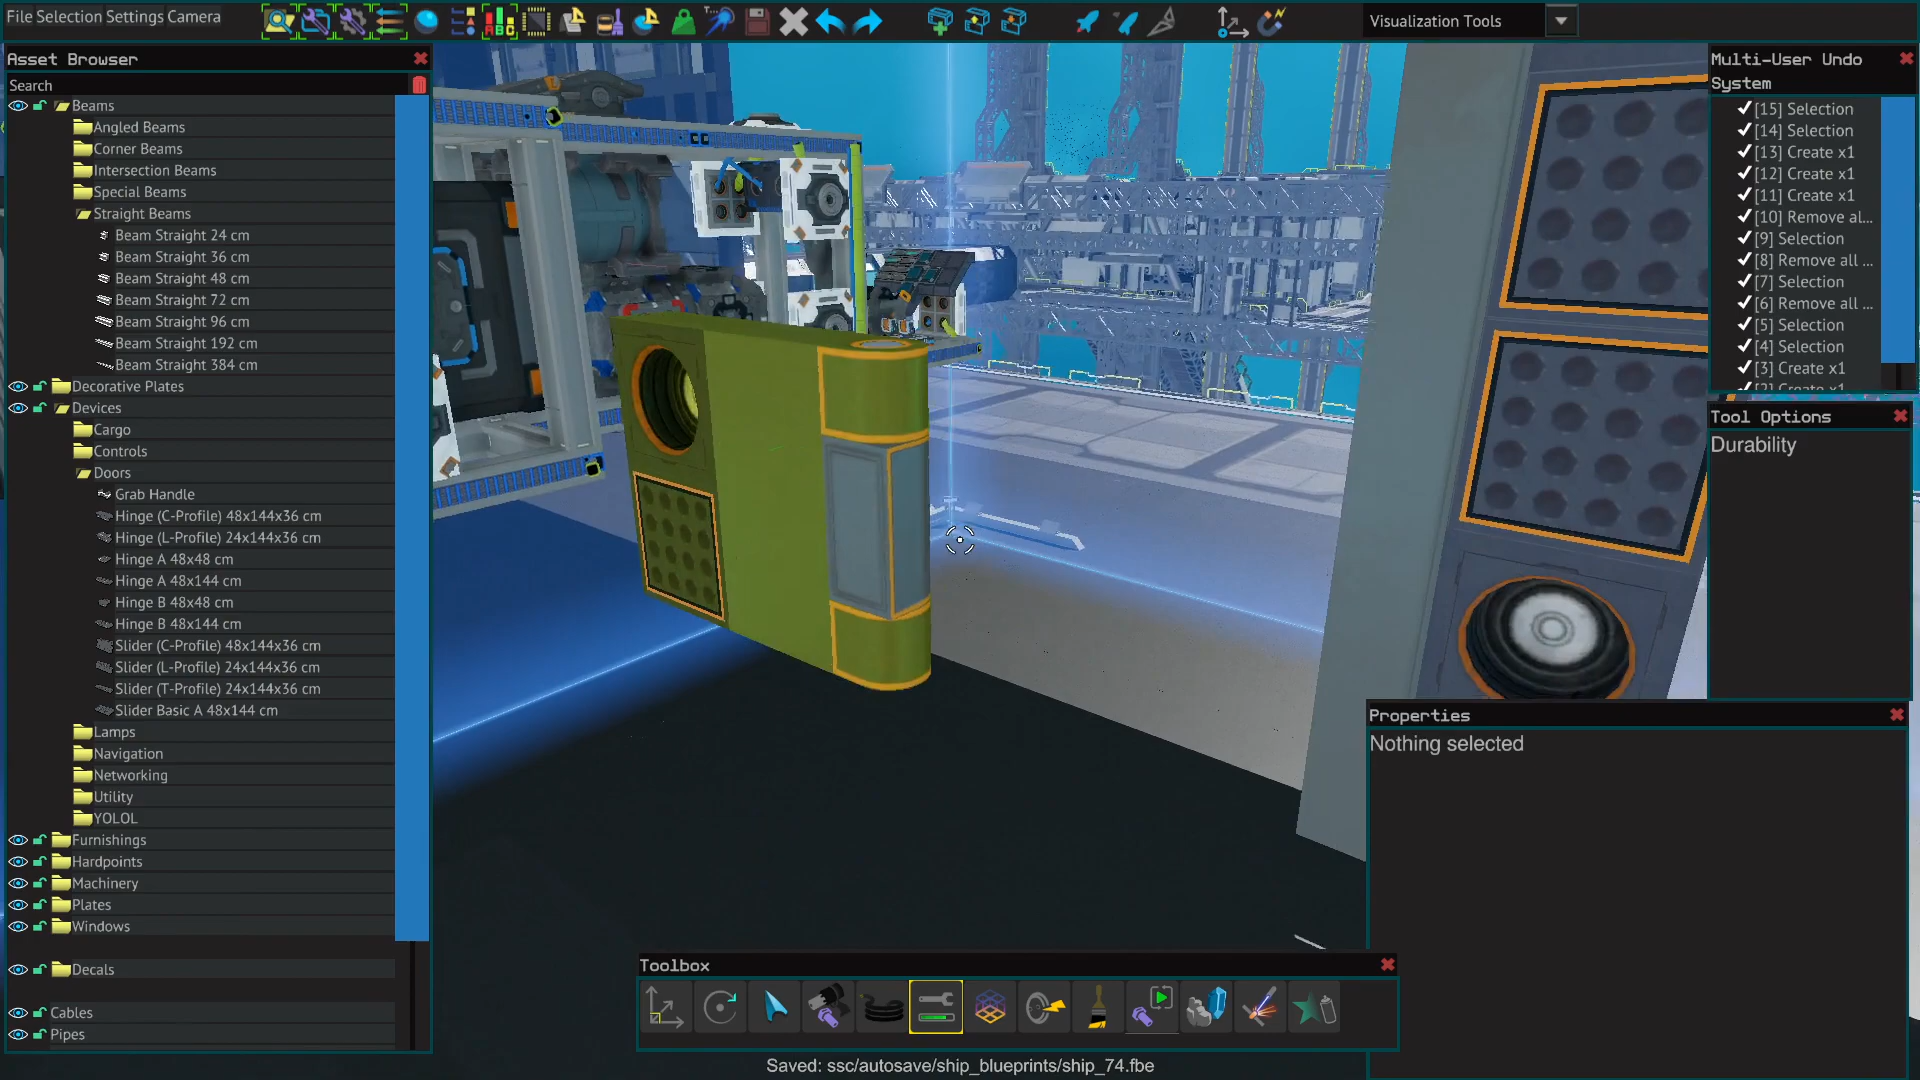 File Selection Settings Camera
ABC
Visualization Tools
Asset Browser
Search
Beams
Angled Beams
Corner Beams
Intersection Beams
Special Beams
Straight Beams
Beam Straight 24 cm
Beam Straight 36 cm
Beam Straight 48 cm
Beam Straight 72 cm
Beam Straight 96 cm
Beam Straight 192 cm
Beam Straight 384 cm
Decorative Plates
Devices
Cargo
Controls
Doors
Grab Handle
Hinge (C-Profile) 48x144x36 cm
Hinge (L-Profile) 24x144x36 cm
Hinge A 48x48 cm
Hinge A 48x144 cm
Hinge B 48x48 cm
Hinge B 48x144 cm
Slider (C-Profile) 48x144x36 cm
Slider (L-Profile) 24x144x36 cm
Slider (T-Profile) 24x144x36 cm
Slider Basic A 48x144 cm
Lamps
Navigation
Networking
Utility
YOLOL
Furnishings
Hardpoints
Machinery
Plates
Windows
Decals
Cables
Pipes
Multi-User Undo
System
[15] Selection
[14] Selection
[13] Create x1
[12] Create x1
[11] Create x1
[10] Remove al...
[9] Selection
[8] Remove all ...
[7] Selection
[6] Remove all ...
[5] Selection
[4] Selection
[3] Create x1
[2] Create x1
Tool Options
Durability
Properties
Nothing selected
Toolbox
Saved: ssc/autosave/ship_blueprints/ship_74.fbe